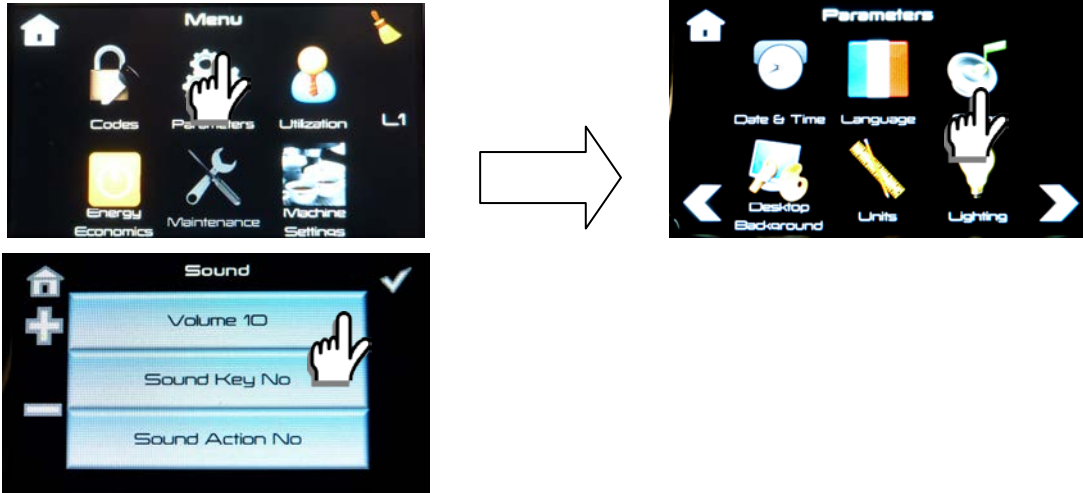 Menu
Codes
Parameters
Utilization
L1
Energy
Economics
Maintenance
Machine
Settings
Parameters
Date & Time
Language
Desktop
Background
Units
Lighting
Sound
Volume 10
Sound Key No
Sound Action No